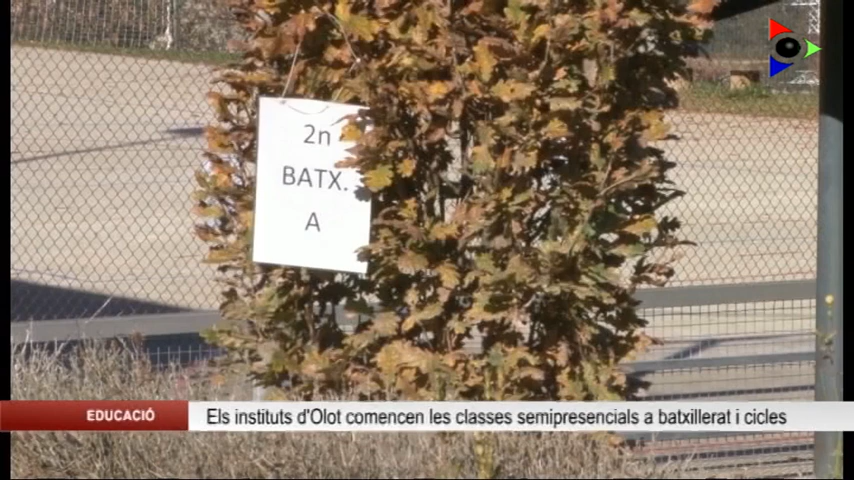 2n
BATX.
A
EDUCACIÓ
Els instituts d'Olot comencen les classes semipresencials a batxillerat i cicles